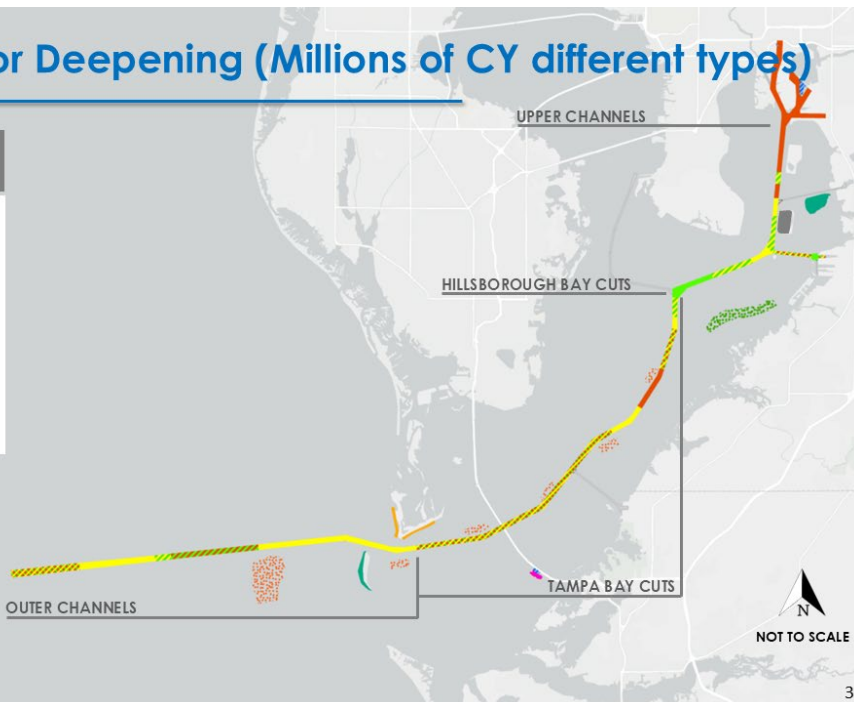 or Deepening (Millions of CY different types)
UPPER CHANNELS
HILLSBOROUGH BAY CUTS
TAMPA BAY CUTS
OUTER CHANNELS
N
NOT TO SCALE
3